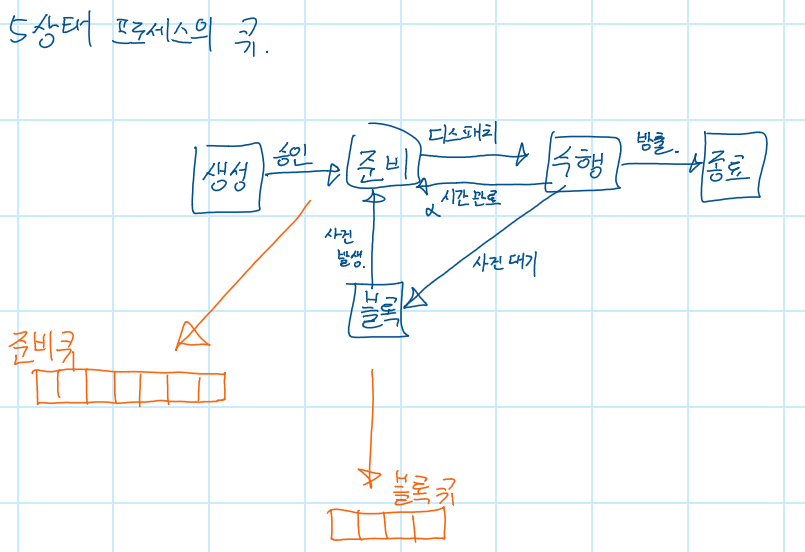 5상태 프로세스의 큐.
디스패치
승인
방출.
생성
준비
수행
종료
시간 만료
사건
발생.
사건 대기
블록
준비큐
블록큐